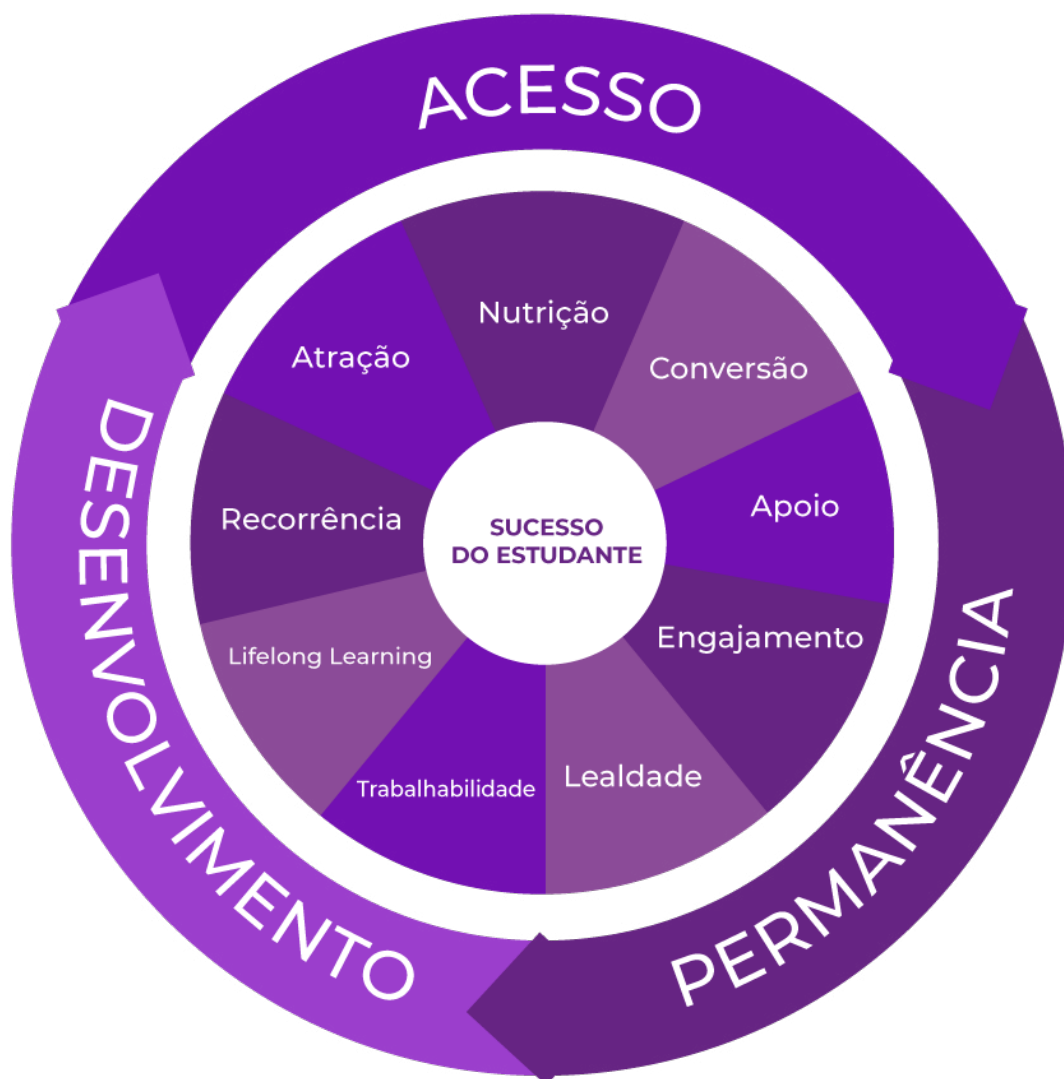 ACESSO
Nutrição
Conversão
Atração
Apoio
Recorrência
SUCESSO
DO ESTUDANTE
Engajamento
Lifelong Learning
Lealdade
Trabalhabilidade
PERMANÊNCIA
DESENVOLVIMENTO